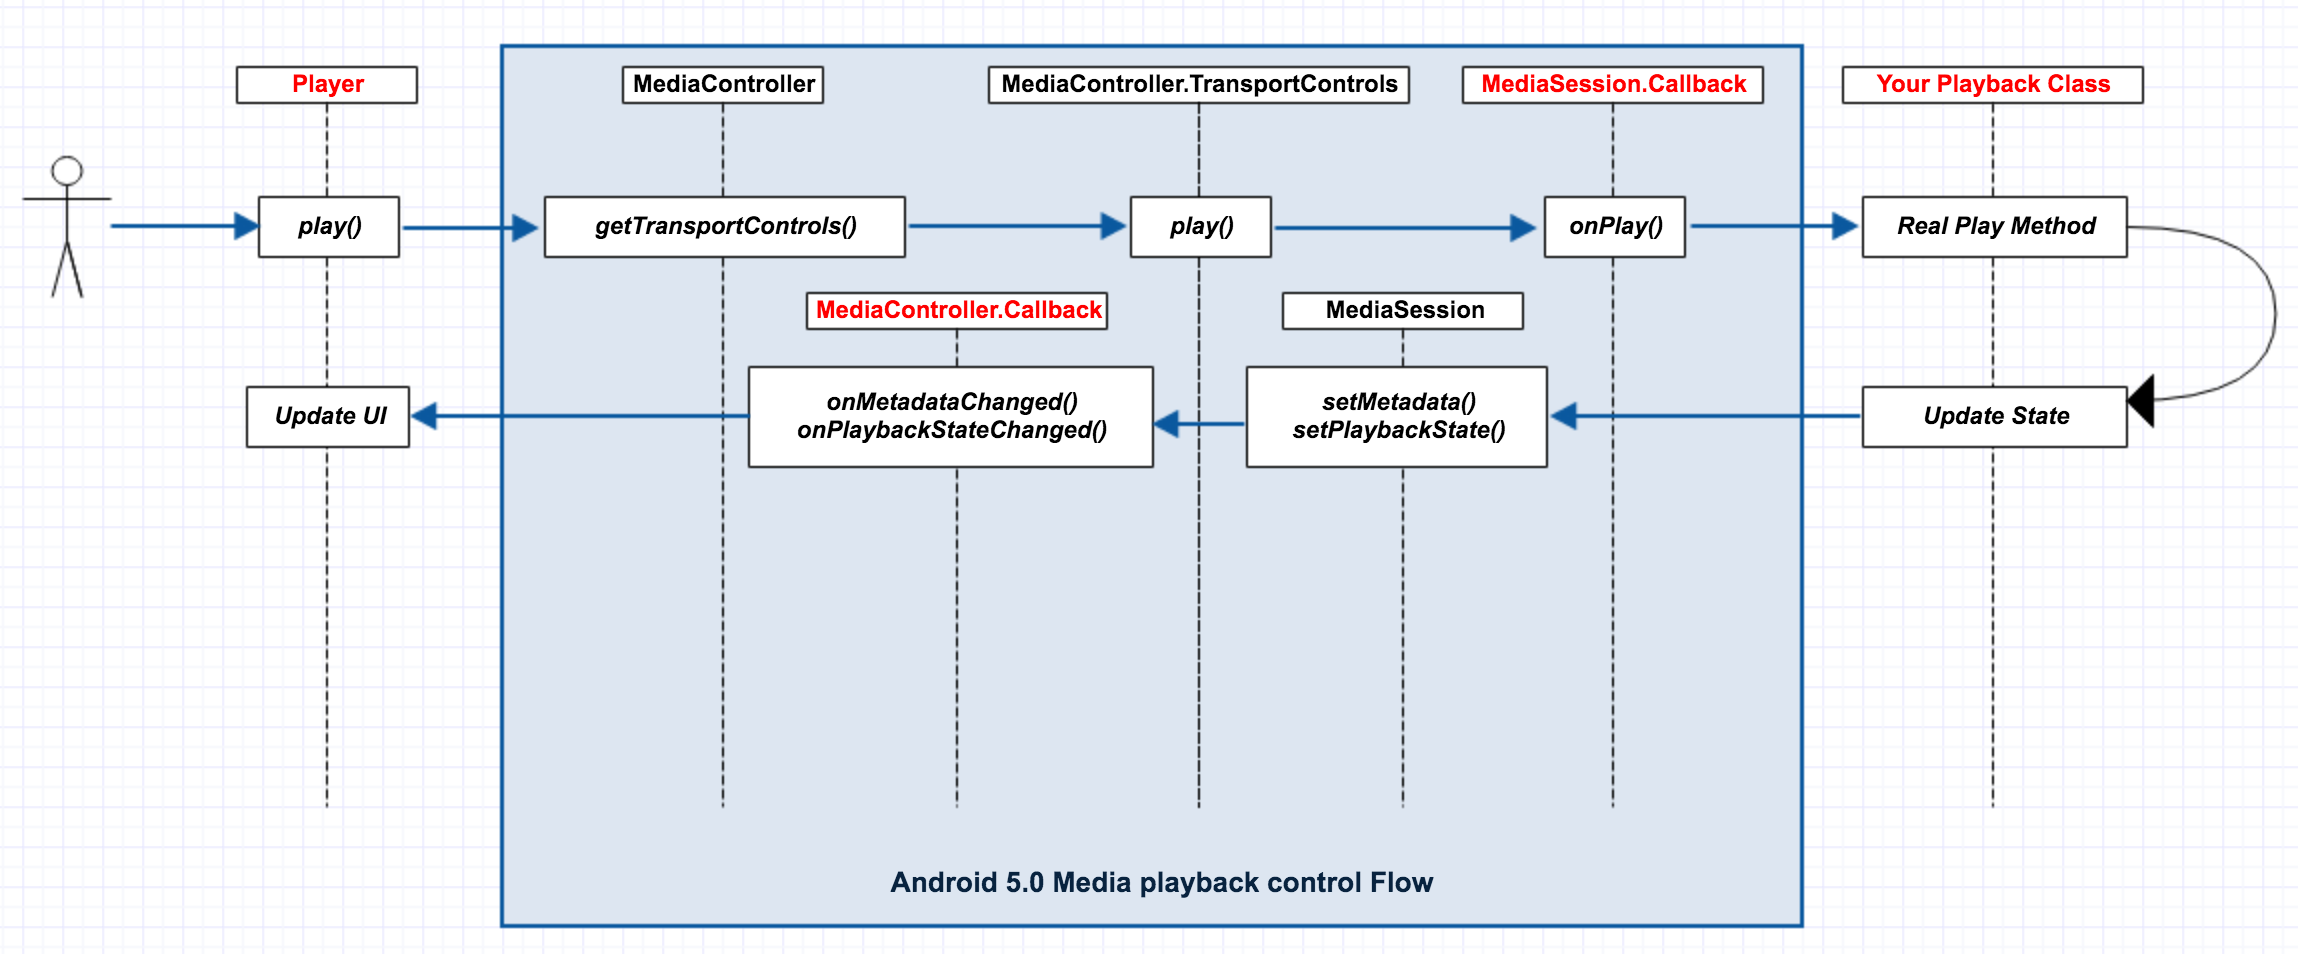 Player
MediaController
MediaController.TransportControls
MediaSession.Callback
Your Playback Class
play()
getTransportControls()
play()
onPlay()
Real Play Method
MediaController.Callback
MediaSession
Update UI
onMetadataChanged()
onPlaybackStateChanged()
setMetadata()
setPlaybackState()
Update State
Android 5.0 Media playback control Flow